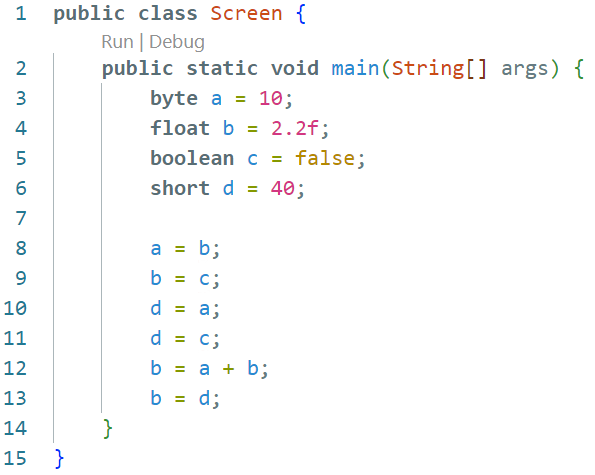 1 public class Screen {
Run | Debug
2 public static void main(String[] args) {
3 byte a = 10;
4 float b = 2.2f;
5 boolean c = false;
6 short d = 40;
7
8 a = b;
9 b = c;
10 d = a;
11 d = c;
12 b = a + b;
13 b = d;
14 }
15 }